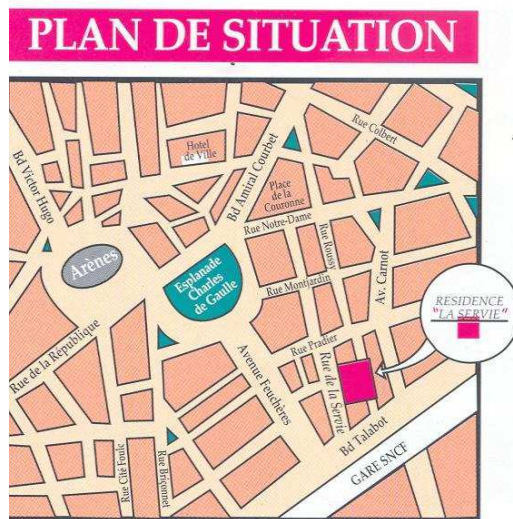 PLAN DE SITUATION
Rue Colbert
Hotel
de Ville
Bd Amiral Courbet
Bd Victor Hugo
Place
de la
Couronne
Rue Notre-Dame
Arènes
Esplanade
Charles
de Gaulle
Rue Roussy
Av. Carnot
Rue Montjardin
RESIDENCE
"LA SERVIE"
Rue de la République
Avenue Feuchères
Rue Pradier
Rue de la Servie
Bd Talabot
GARE SNCF
Rue Cité Foulc
Rue Briçonnet